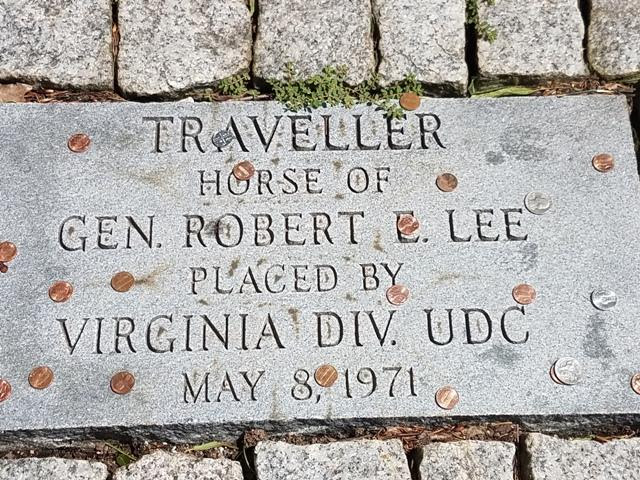 TRAVELLER
HORSE OF
GEN. ROBERT E. LEE
PLACED BY
VIRGINIA DIV. UDC
MAY 8, 1971